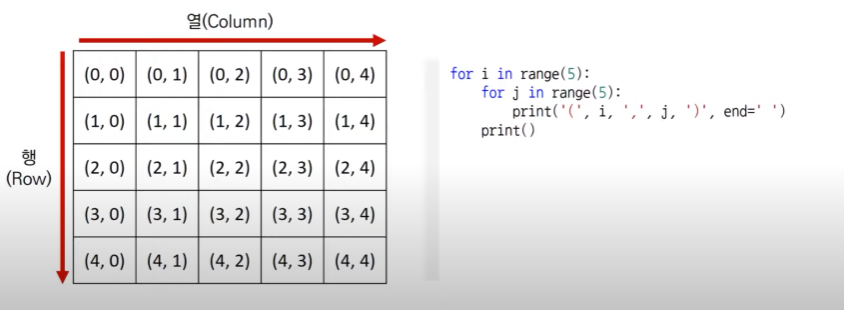 열(Column)
행
(Row)
(0, 0) (0, 1) (0, 2) (0, 3) (0, 4)
(1, 0) (1, 1) (1, 2) (1, 3) (1, 4)
(2, 0) (2, 1) (2, 2) (2, 3) (2, 4)
(3, 0) (3, 1) (3, 2) (3, 3) (3, 4)
(4, 0) (4, 1) (4, 2) (4, 3) (4, 4)
for i in range(5):
    for j in range(5):
        print('(', i, ',', j, ')', end=' ')
    print()